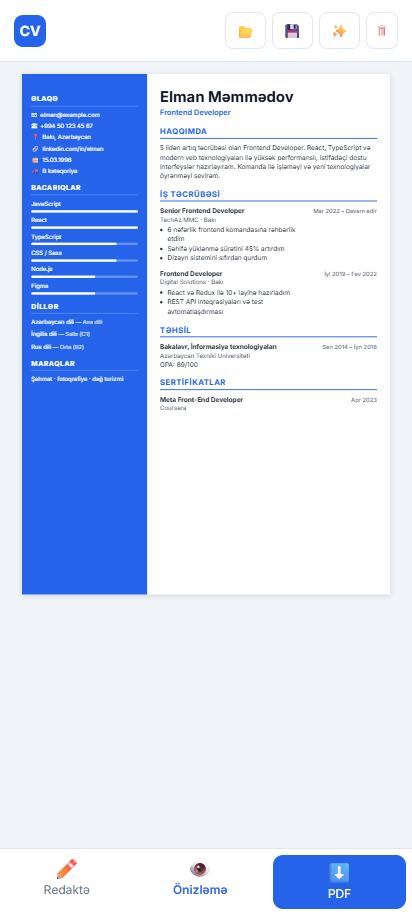 CV
ƏLAQƏ
elman@example.com
+994 50 123 45 67
Bakı, Azərbaycan
linkedin.com/in/elman
15.03.1996
B kateqoriya
BACARIQLAR
JavaScript
React
TypeScript
CSS / Sass
Node.js
Figma
DİLLƏR
Azərbaycan dili — Ana dili
İngilis dili — Səlis (C1)
Rus dili — Orta (B2)
MARAQLAR
Şahmat · fotoqrafiya · dağ turizmi
Elman Məmmədov
Frontend Developer
HAQQIMDA
5 ildən artıq təcrübəsi olan Frontend Developer. React, TypeScript və
modern veb texnologiyaları ilə yüksək performanslı, istifadəçi dostu
interfeyslər hazırlayıram. Komanda ilə işləməyi və yeni texnologiyalar
öyrənməyi sevirəm.
İŞ TƏCRÜBƏSİ
Senior Frontend Developer Mar 2022 – Davam edir
TechAz MMC · Bakı
• 6 nəfərlik frontend komandasına rəhbərlik
etdim
• Səhifə yüklənmə sürətini 45% artırdım
• Dizayn sistemini sıfırdan qurdum
Frontend Developer İyl 2019 – Fev 2022
Digital Solutions · Bakı
• React və Redux ilə 10+ layihə hazırladım
• REST API inteqrasiyaları və test
avtomatlaşdırması
TƏHSİL
Bakalavr, İnformasiya texnologiyaları Sen 2014 – İyn 2018
Azərbaycan Texniki Universiteti
GPA: 89/100
SERTİFİKATLAR
Meta Front-End Developer Apr 2023
Coursera
Redaktə
Önizləmə
PDF